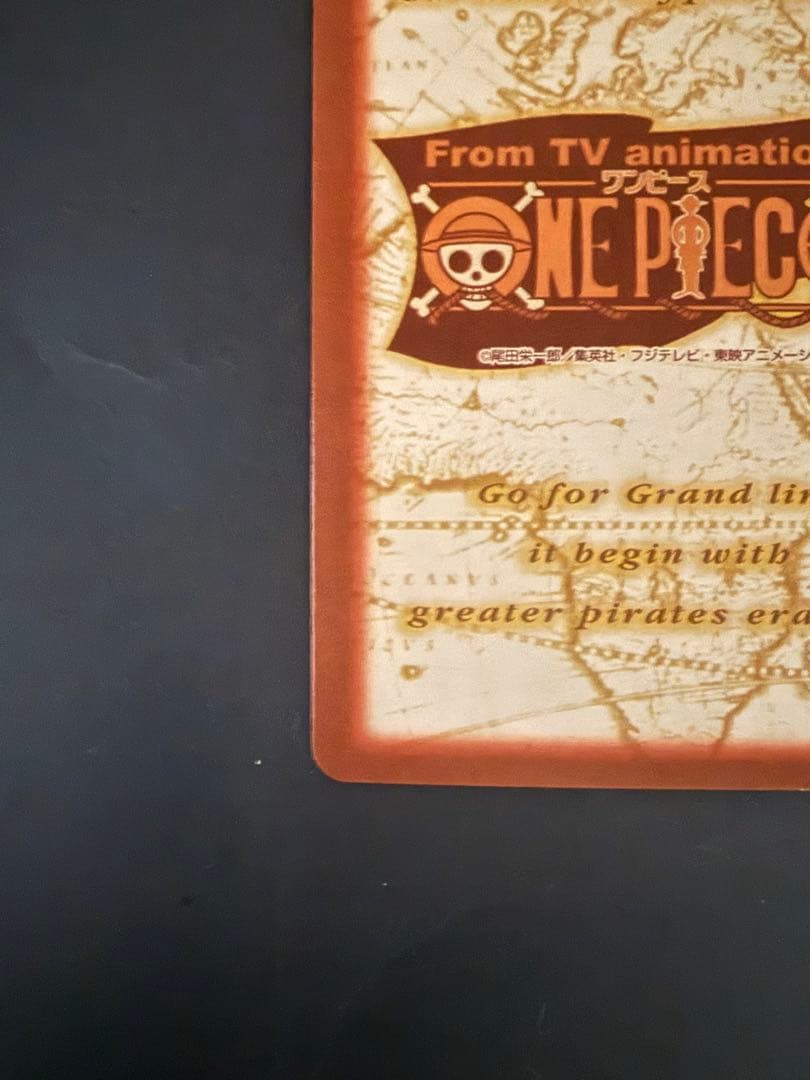 From TV animatio
ワンピース
ONE PIEC
©尾田栄一郎/集英社・フジテレビ・東映アニメーシ
Go for Grand lin
it begin with
CEANVS
greater pirates era